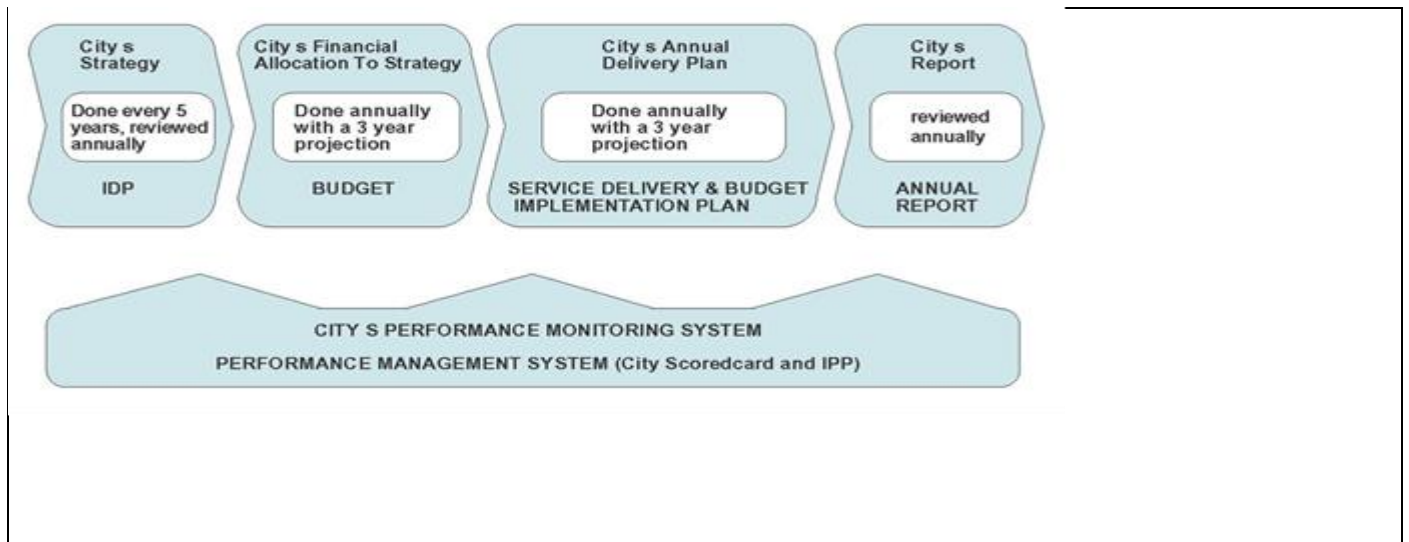 City s
Strategy
Done every 5
years, reviewed
annually
IDP
City s Financial
Allocation To Strategy
Done annually
with a 3 year
projection
BUDGET
City s Annual
Delivery Plan
Done annually
with a 3 year
projection
SERVICE DELIVERY & BUDGET
IMPLEMENTATION PLAN
City s
Report
reviewed
annually
ANNUAL
REPORT
CITY S PERFORMANCE MONITORING SYSTEM
PERFORMANCE MANAGEMENT SYSTEM (City Scoredcard and IPP)